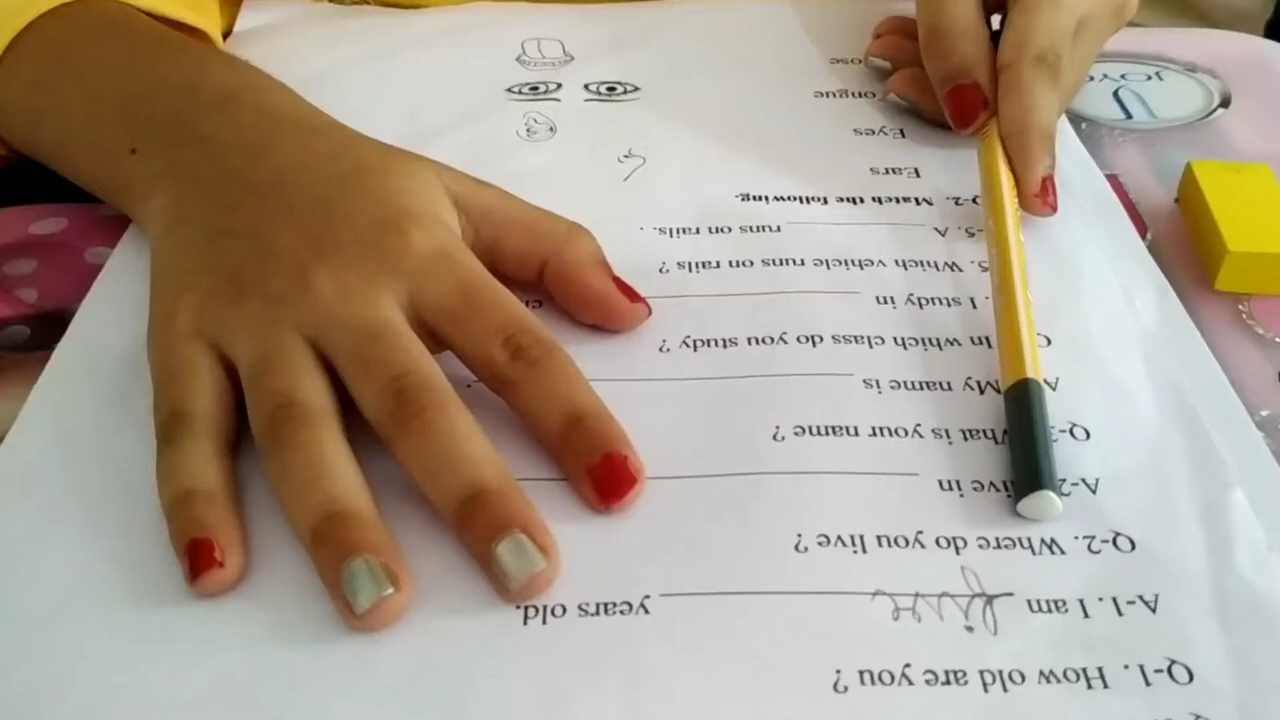 Q-1. How old are you ?
A-1. I am five years old.
Q-2. Where do you live ?
A-2 live in
Q-3 What is your name ?
A My name is .
Q In which class do you study ?
. I study in
5. Which vehicle runs on rails ?
-5. A runs on rails. .
Q-2. Match the following.
Ears
Eyes
Tongue
ose
JOY